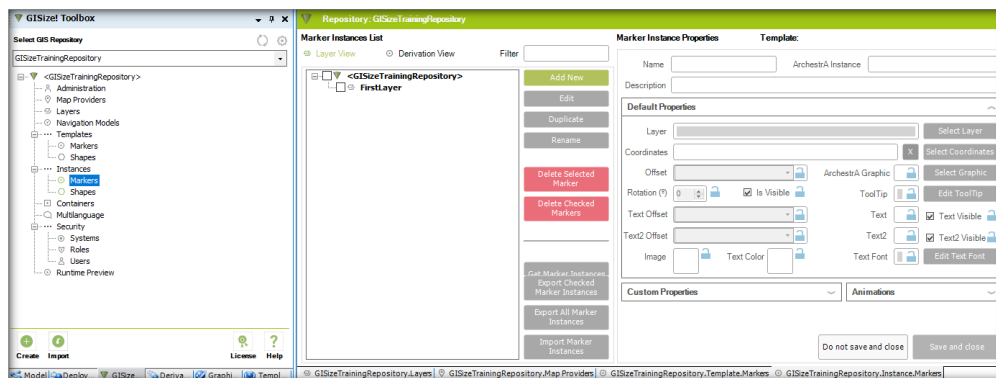 GISize! Toolbox
Select GIS Repository
GISizeTrainingRepository
<GISizeTrainingRepository>
Administration
Map Providers
Layers
Navigation Models
Templates
Markers
Shapes
Instances
Markers
Shapes
Containers
Multilanguage
Security
Systems
Roles
Users
Runtime Preview
Create Import License Help
Model Deploy GISize Deriva Graphi Templ
Repository: GISizeTrainingRepository
Marker Instances List
Layer View Derivation View Filter
<GISizeTrainingRepository>
FirstLayer
Add New
Edit
Duplicate
Rename
Delete Selected
Marker
Delete Checked
Markers
Get Marker Instances
Export Checked
Marker Instances
Export All Marker
Instances
Import Marker
Instances
Marker Instance Properties Template:
Name ArchestrA Instance
Description
Default Properties
Layer Select Layer
Coordinates X Select Coordinates
Offset ArchestrA Graphic Select Graphic
Rotation (º) 0 Is Visible ToolTip Edit ToolTip
Text Offset Text Text Visible
Text2 Offset Text2 Text2 Visible
Image Text Color Text Font Edit Text Font
Custom Properties Animations
Do not save and close Save and close
GISizeTrainingRepository.Layers GISizeTrainingRepository.Map Providers GISizeTrainingRepository.Template.Markers GISizeTrainingRepository.Instance.Markers